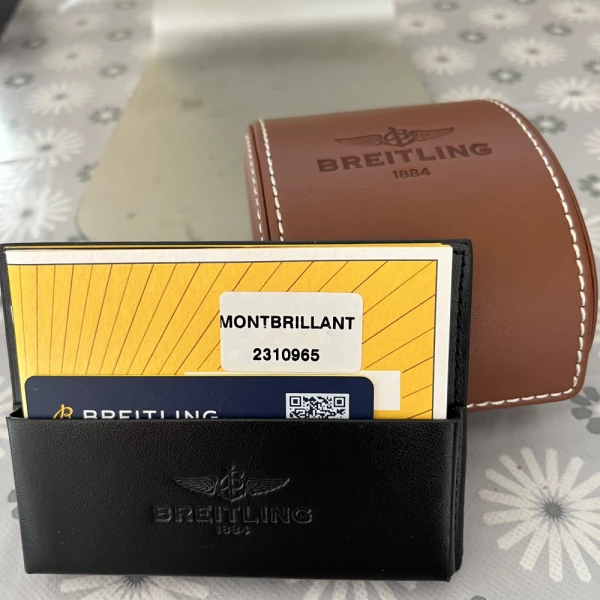 BREITLING
1884
MONTBRILLANT
2310965
BREITLING
BREITLING
1884